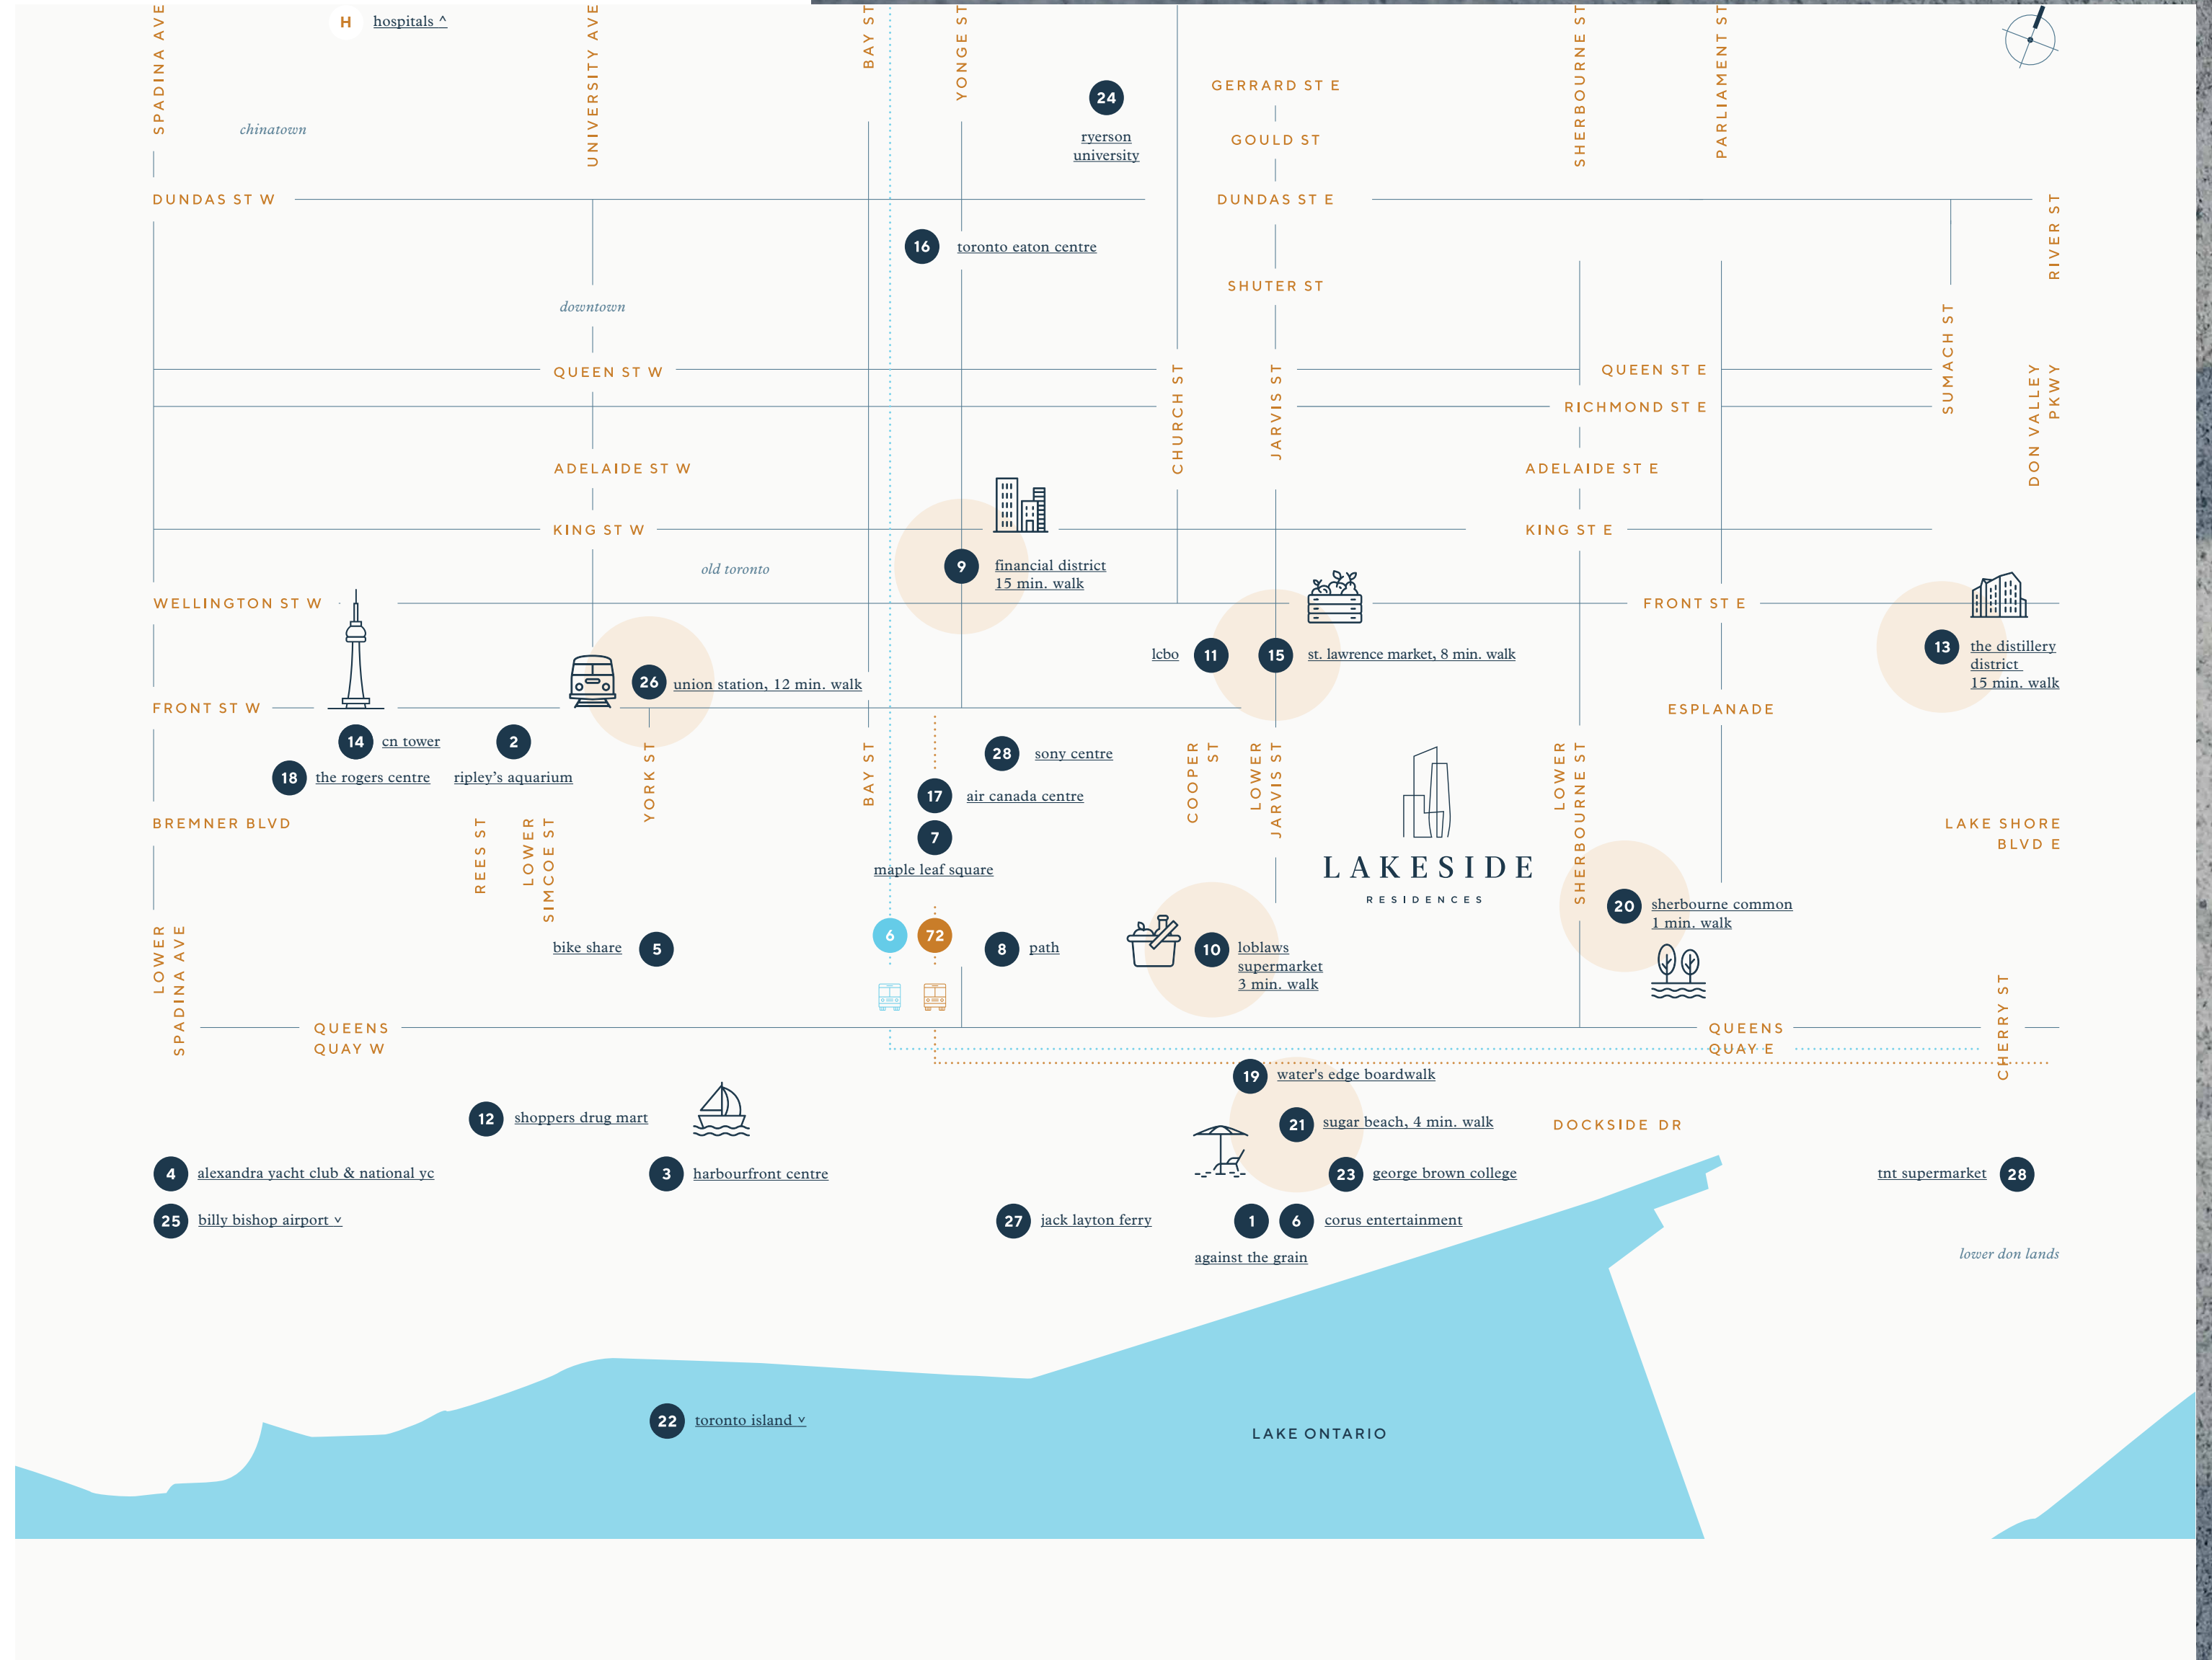 SPADINA AVE
H
hospitals ^
UNIVERSITY AVE
BAY ST
YONGE ST
SHERBOURNE ST
PARLIAMENT ST
24
ryerson
university
GERRARD ST E
GOULD ST
chinatown
DUNDAS ST W
DUNDAS ST E
RIVER ST
16
toronto eaton centre
SHUTER ST
downtown
QUEEN ST W
QUEEN ST E
CHURCH ST
JARVIS ST
RICHMOND ST E
SUMACH ST
DON VALLEY
PKWY
ADELAIDE ST W
ADELAIDE ST E
KING ST W
KING ST E
old toronto
9
financial district
15 min. walk
WELLINGTON ST W
FRONT ST E
lcbo
11
15
st. lawrence market, 8 min. walk
13
the distillery
district
15 min. walk
26
union station, 12 min. walk
FRONT ST W
ESPLANADE
14
cn tower
2
18
the rogers centre
ripley's aquarium
YORK ST
BAY ST
28
sony centre
17
air canada centre
7
maple leaf square
COOPER
ST
LOWER
JARVIS ST
LAKESIDE
RESIDENCES
LOWER
SHERBOURNE ST
BREMNER BLVD
REES ST
LOWER
SIMCOE ST
LAKE SHORE
BLVD E
20
sherbourne common
1 min. walk
LOWER
SPADINA AVE
bike share
5
6
72
8
path
10
loblaws
supermarket
3 min. walk
CHERRY ST
QUEENS
QUAY W
QUEENS
QUAY E
19
water's edge boardwalk
12
shoppers drug mart
21
sugar beach, 4 min. walk
DOCKSIDE DR
4
alexandra yacht club & national yc
3
harbourfront centre
23
george brown college
tnt supermarket
28
25
billy bishop airport v
27
jack layton ferry
1
6
corus entertainment
against the grain
lower don lands
22
toronto island v
LAKE ONTARIO